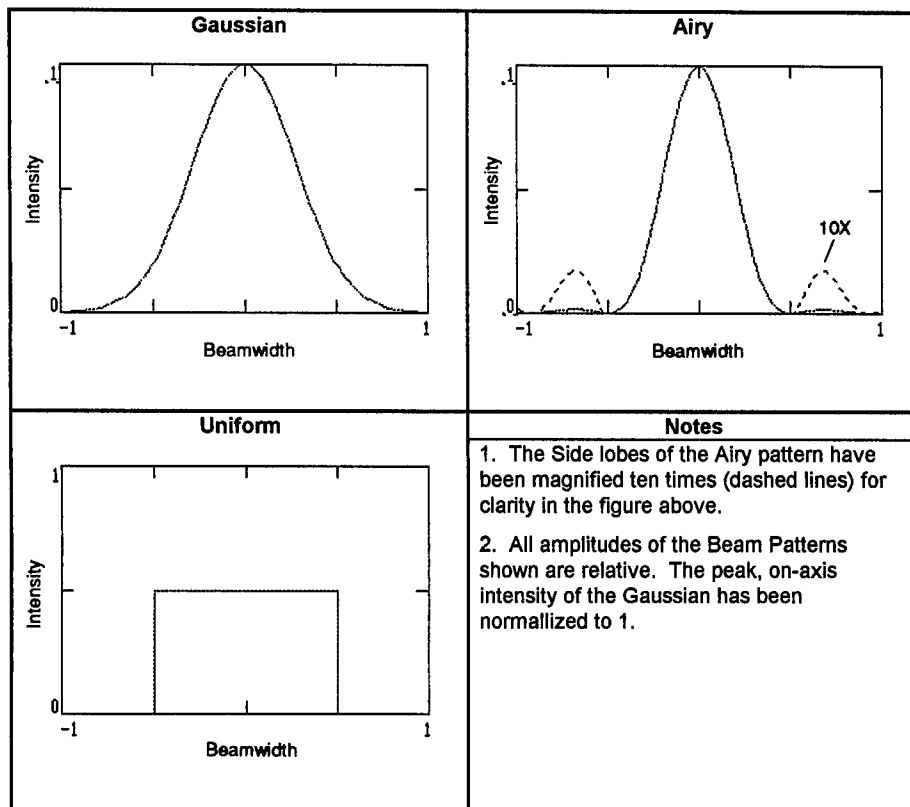 Gaussian
.1
Intensity
0
-1
1
Beamwidth
Airy
.1
Intensity
10X
.0
-1
1
Beamwidth
Uniform
1
Intensity
0
-1
1
Beamwidth
Notes
1. The Side lobes of the Airy pattern have
been magnified ten times (dashed lines) for
clarity in the figure above.
2. All amplitudes of the Beam Patterns
shown are relative. The peak, on-axis
intensity of the Gaussian has been
normallized to 1.